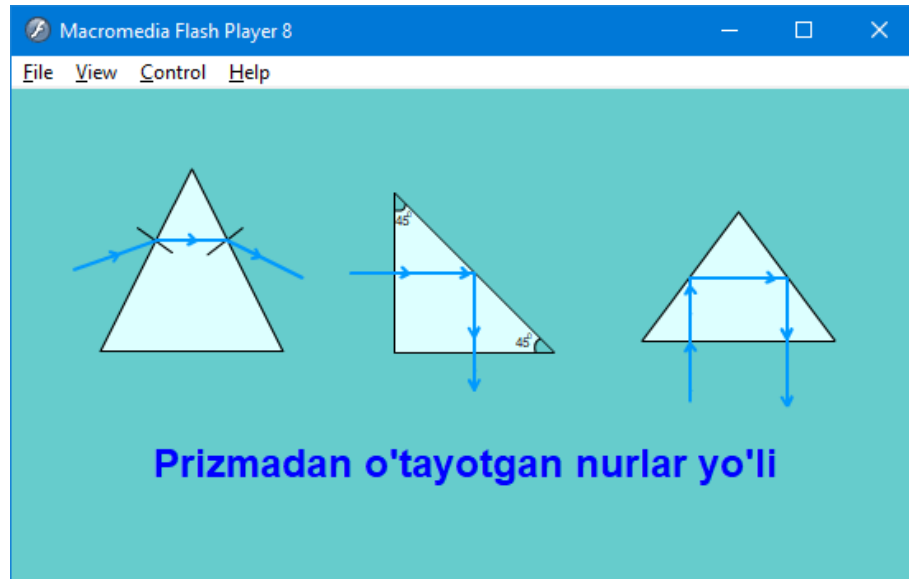 Macromedia Flash Player 8
File View Control Help
45°
45°
Prizmadan o'tayotgan nurlar yo'li